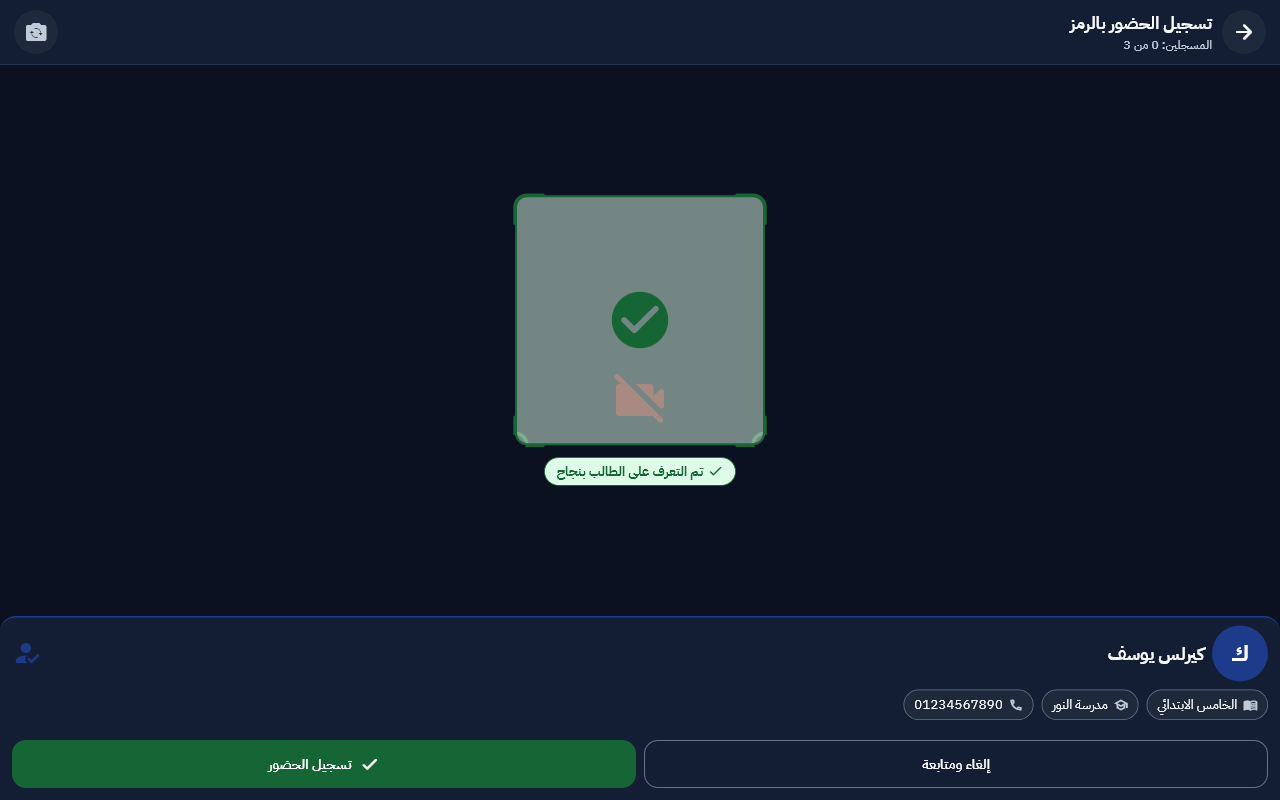 تسجيل الحضور بالرمز
المسجلين: 0 من 3
تم التعرف على الطالب بنجاح
ك
كيرلس يوسف
الخامس الابتدائي
مدرسة النور
01234567890
إلغاء ومتابعة
تسجيل الحضور